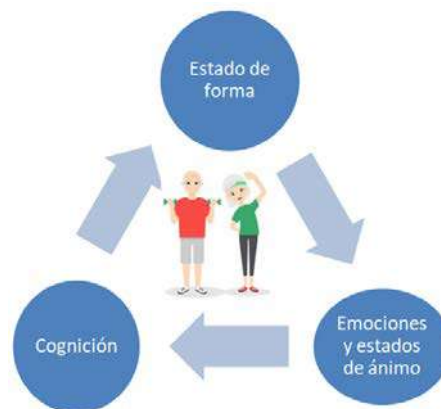 Estado de
forma
Emociones
y estados
de ánimo
Cognición